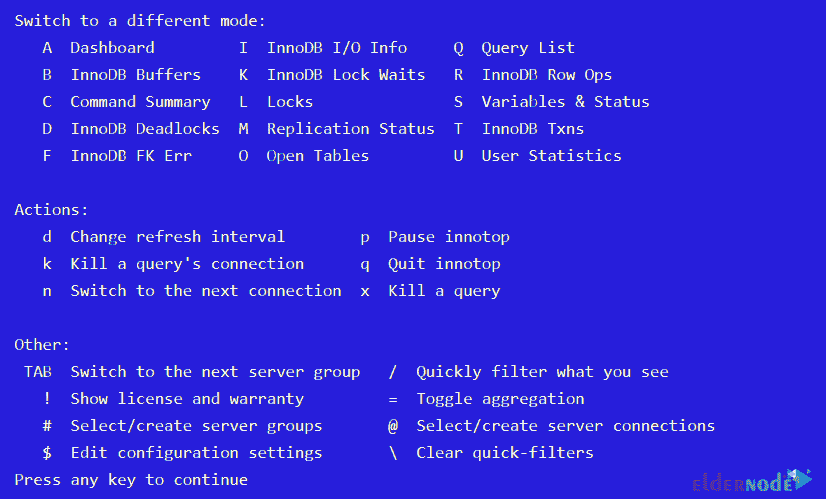 Switch to a different mode:
A Dashboard I InnoDB I/O Info Q Query List
B InnoDB Buffers K InnoDB Lock Waits R InnoDB Row Ops
C Command Summary L Locks S Variables & Status
D InnoDB Deadlocks M Replication Status T InnoDB Txns
F InnoDB FK Err O Open Tables U User Statistics
Actions:
d Change refresh interval p Pause innotop
k Kill a query's connection q Quit innotop
n Switch to the next connection x Kill a query
Other:
TAB Switch to the next server group / Quickly filter what you see
! Show license and warranty = Toggle aggregation
# Select/create server groups @ Select/create server connections
$ Edit configuration settings \ Clear quick-filters
Press any key to continue
eldernode